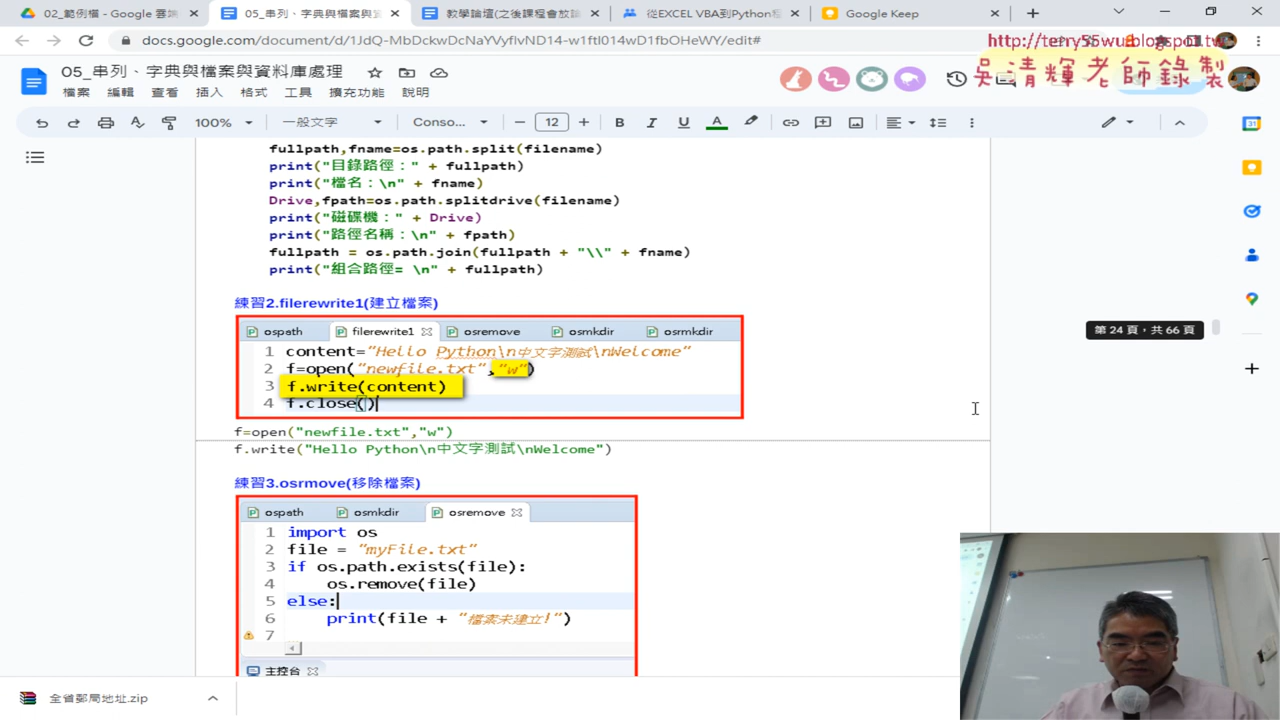 02_範例檔 - Google 雲端
05_串列、字典與檔案與資
教學論壇(之後課程會放
從EXCEL VBA到Python
Google Keep
docs.google.com/document/d/1JdQ-MbDckwDcNaYVyflvND14-w1ftl014wD1fbOHeWY/edit#
http://terry55wu.blogspot.tw
吳清輝老師錄製
05_串列、字典與檔案與資料庫處理
檔案 編輯 查看 插入 格式 工具 擴充功能 說明
100% 一般文字 Conso... 12
fullpath,fname=os.path.split(filename)
print("目錄路徑：" + fullpath)
print("檔名：\n" + fname)
Drive,fpath=os.path.splitdrive(filename)
print("磁碟機：" + Drive)
print("路徑名稱：\n" + fpath)
fullpath = os.path.join(fullpath + "\\" + fname)
print("組合路徑= \n" + fullpath)
練習2.filerewrite1(建立檔案)
ospath filerewrite1 osremove osmkdir osrmkdir
1 content="Hello Python\n中文字測試\nWelcome"
2 f=open("newfile.txt","w")
3 f.write(content)
4 f.close()
第 24 頁，共 66 頁
f=open("newfile.txt","w")
f.write("Hello Python\n中文字測試\nWelcome")
練習3.osrmove(移除檔案)
ospath osmkdir osremove
1 import os
2 file = "myFile.txt"
3 if os.path.exists(file):
4 os.remove(file)
5 else:
6 print(file + "檔案未建立!")
7
主控台
全省郵局地址.zip